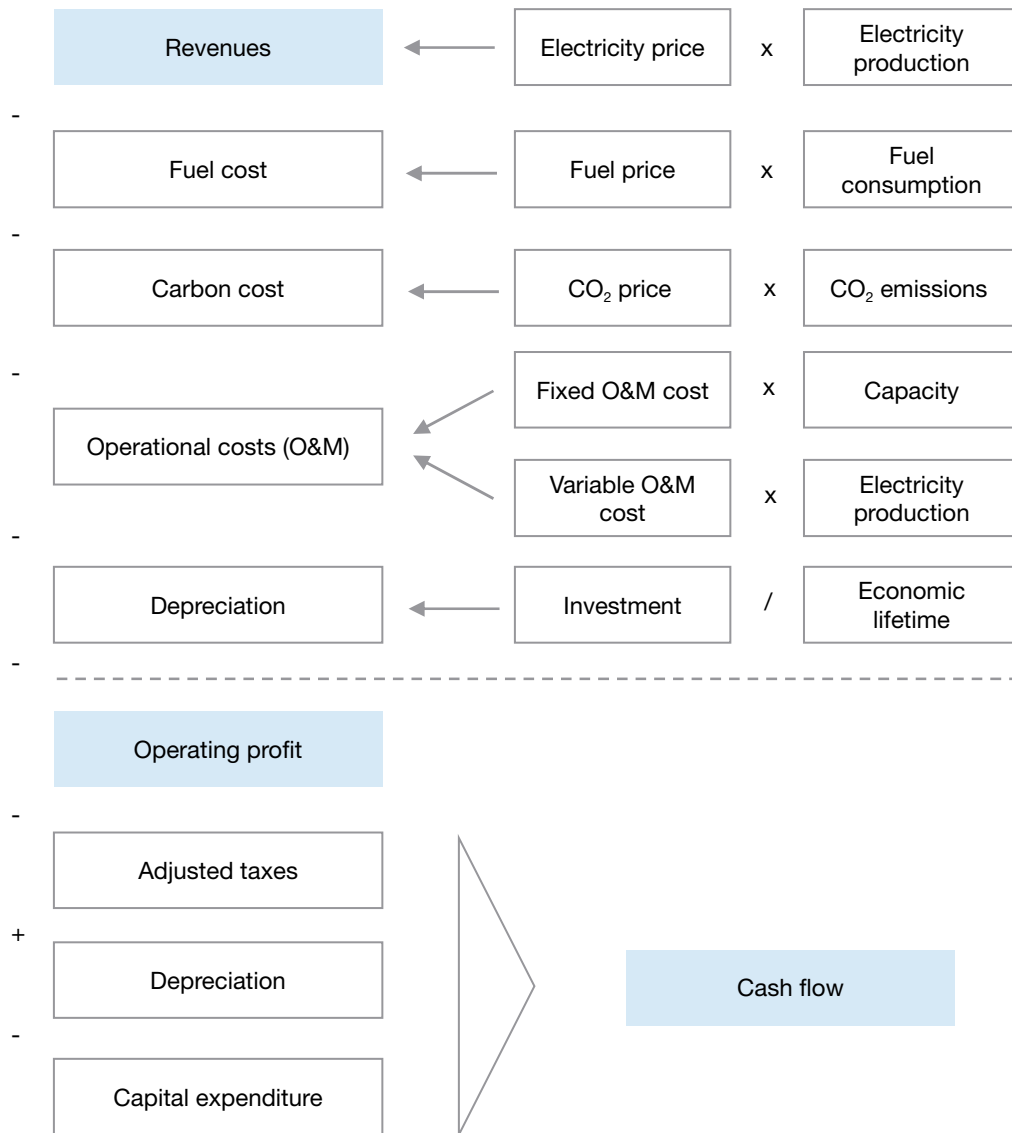 Revenues
Electricity price
x
Electricity
production
-
Fuel cost
Fuel price
x
Fuel
consumption
-
Carbon cost
CO₂ price
x
CO₂ emissions
-
Operational costs (O&M)
Fixed O&M cost
x
Capacity
Variable O&M
cost
x
Electricity
production
-
Depreciation
Investment
/
Economic
lifetime
-
Operating profit
-
Adjusted taxes
+
Depreciation
-
Capital expenditure
Cash flow